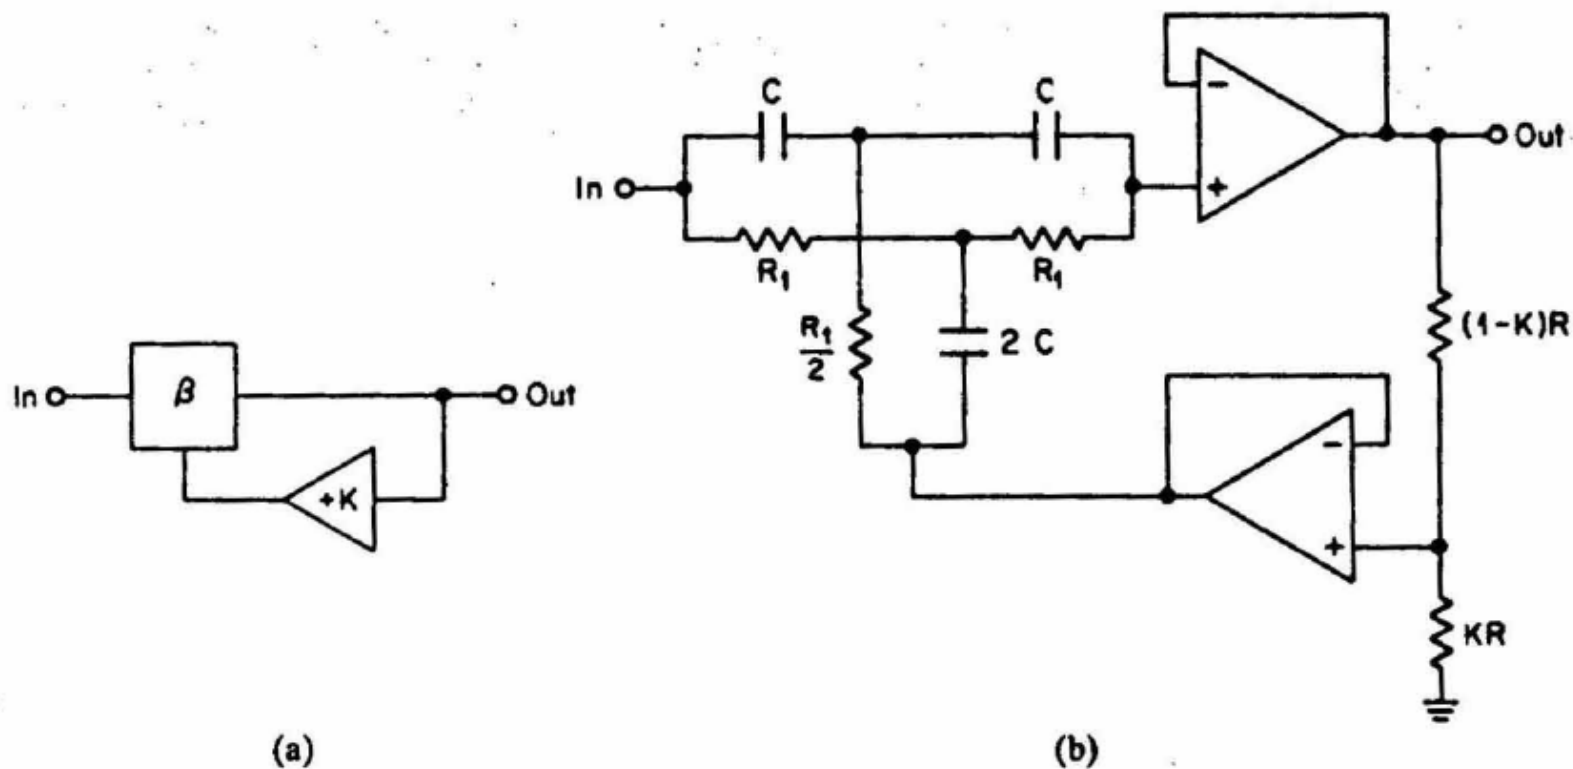 In
β
+K
Out
(a)
C
C
In
R₁
R₁
R₁
2
2 C
−
+
Out
(1-K)R
−
+
KR
(b)